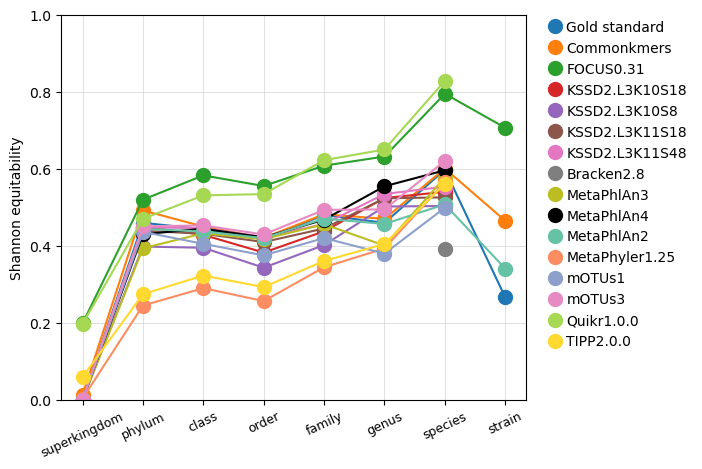 1.0
0.8
0.6
0.4
0.2
0.0
Shannon equitability
superkingdom
phylum
class
order
family
genus
species
strain
Gold standard
Commonkmers
FOCUS0.31
KSSD2.L3K10S18
KSSD2.L3K10S8
KSSD2.L3K11S18
KSSD2.L3K11S48
Bracken2.8
MetaPhlAn3
MetaPhlAn4
MetaPhlAn2
MetaPhyler1.25
mOTUs1
mOTUs3
Quikr1.0.0
TIPP2.0.0